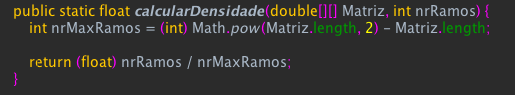 public static float calcularDensidade(double[][] Matriz, int nrRamos) {
int nrMaxRamos = (int) Math.pow(Matriz.length, 2) - Matriz.length;
return (float) nrRamos / nrMaxRamos;
}